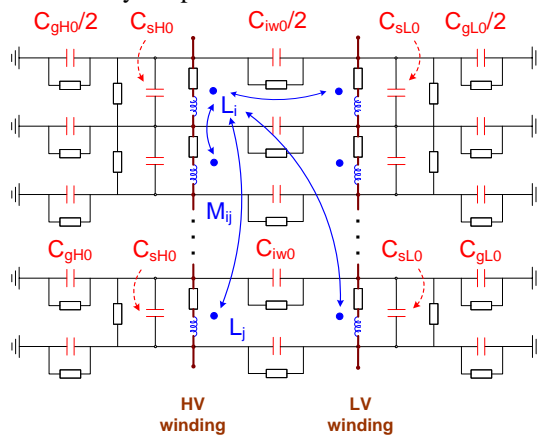 CgH0/2 CsH0 Ciw0/2 CsL0 CgL0/2
Li
Mij
CgH0 CsH0 Ciw0 CsL0 CgL0
Lj
HV winding
LV winding